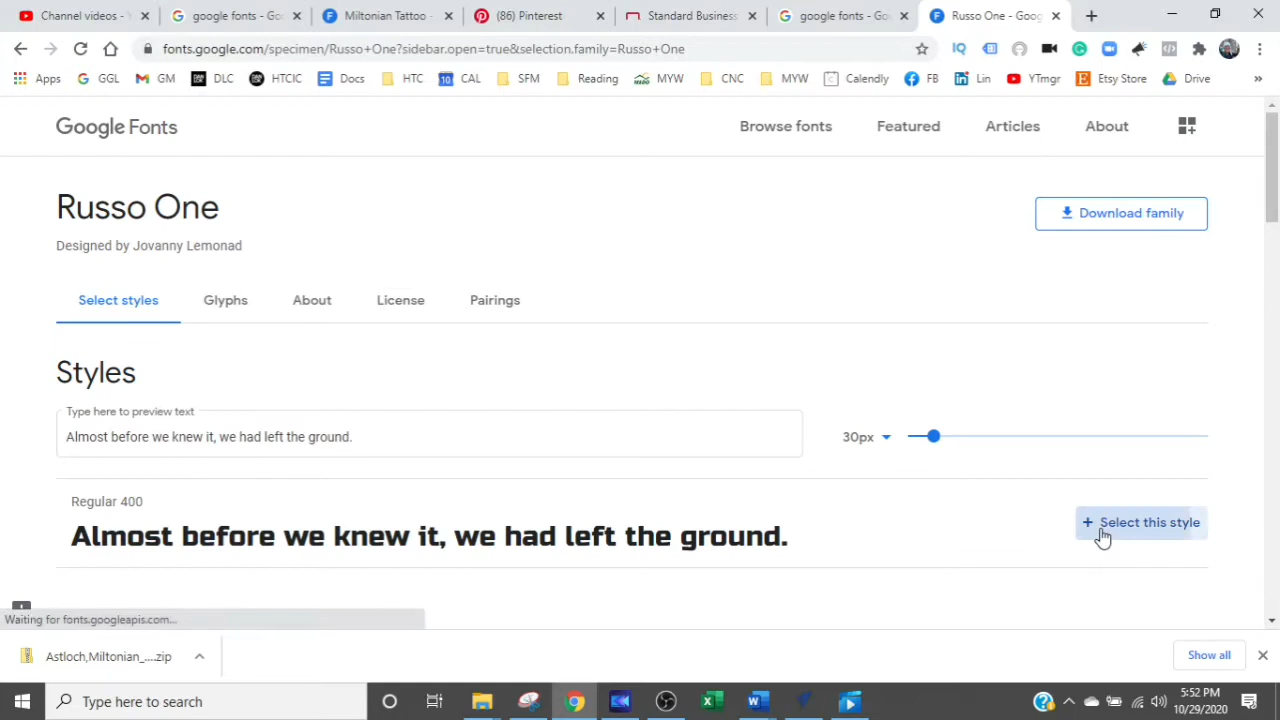 Channel videos - Y
google fonts - Go
Miltonian Tattoo -
(86) Pinterest
Standard Business
google fonts - Go
Russo One - Goog
fonts.google.com/specimen/Russo+One?sidebar.open=true&selection.family=Russo+One
Apps GGL GM DLC HTCIC Docs HTC CAL SFM Reading MYW CNC MYW Calendly FB Lin YTmgr Etsy Store Drive »
Google Fonts Browse fonts Featured Articles About
Russo One
Download family
Designed by Jovanny Lemonad
Select styles Glyphs About License Pairings
Styles
Type here to preview text
Almost before we knew it, we had left the ground.
30px
Regular 400
+ Select this style
Almost before we knew it, we had left the ground.
Waiting for fonts.googleapis.com...
Astloch,Miltonian_....zip
Show all
Type here to search
5:52 PM
10/29/2020